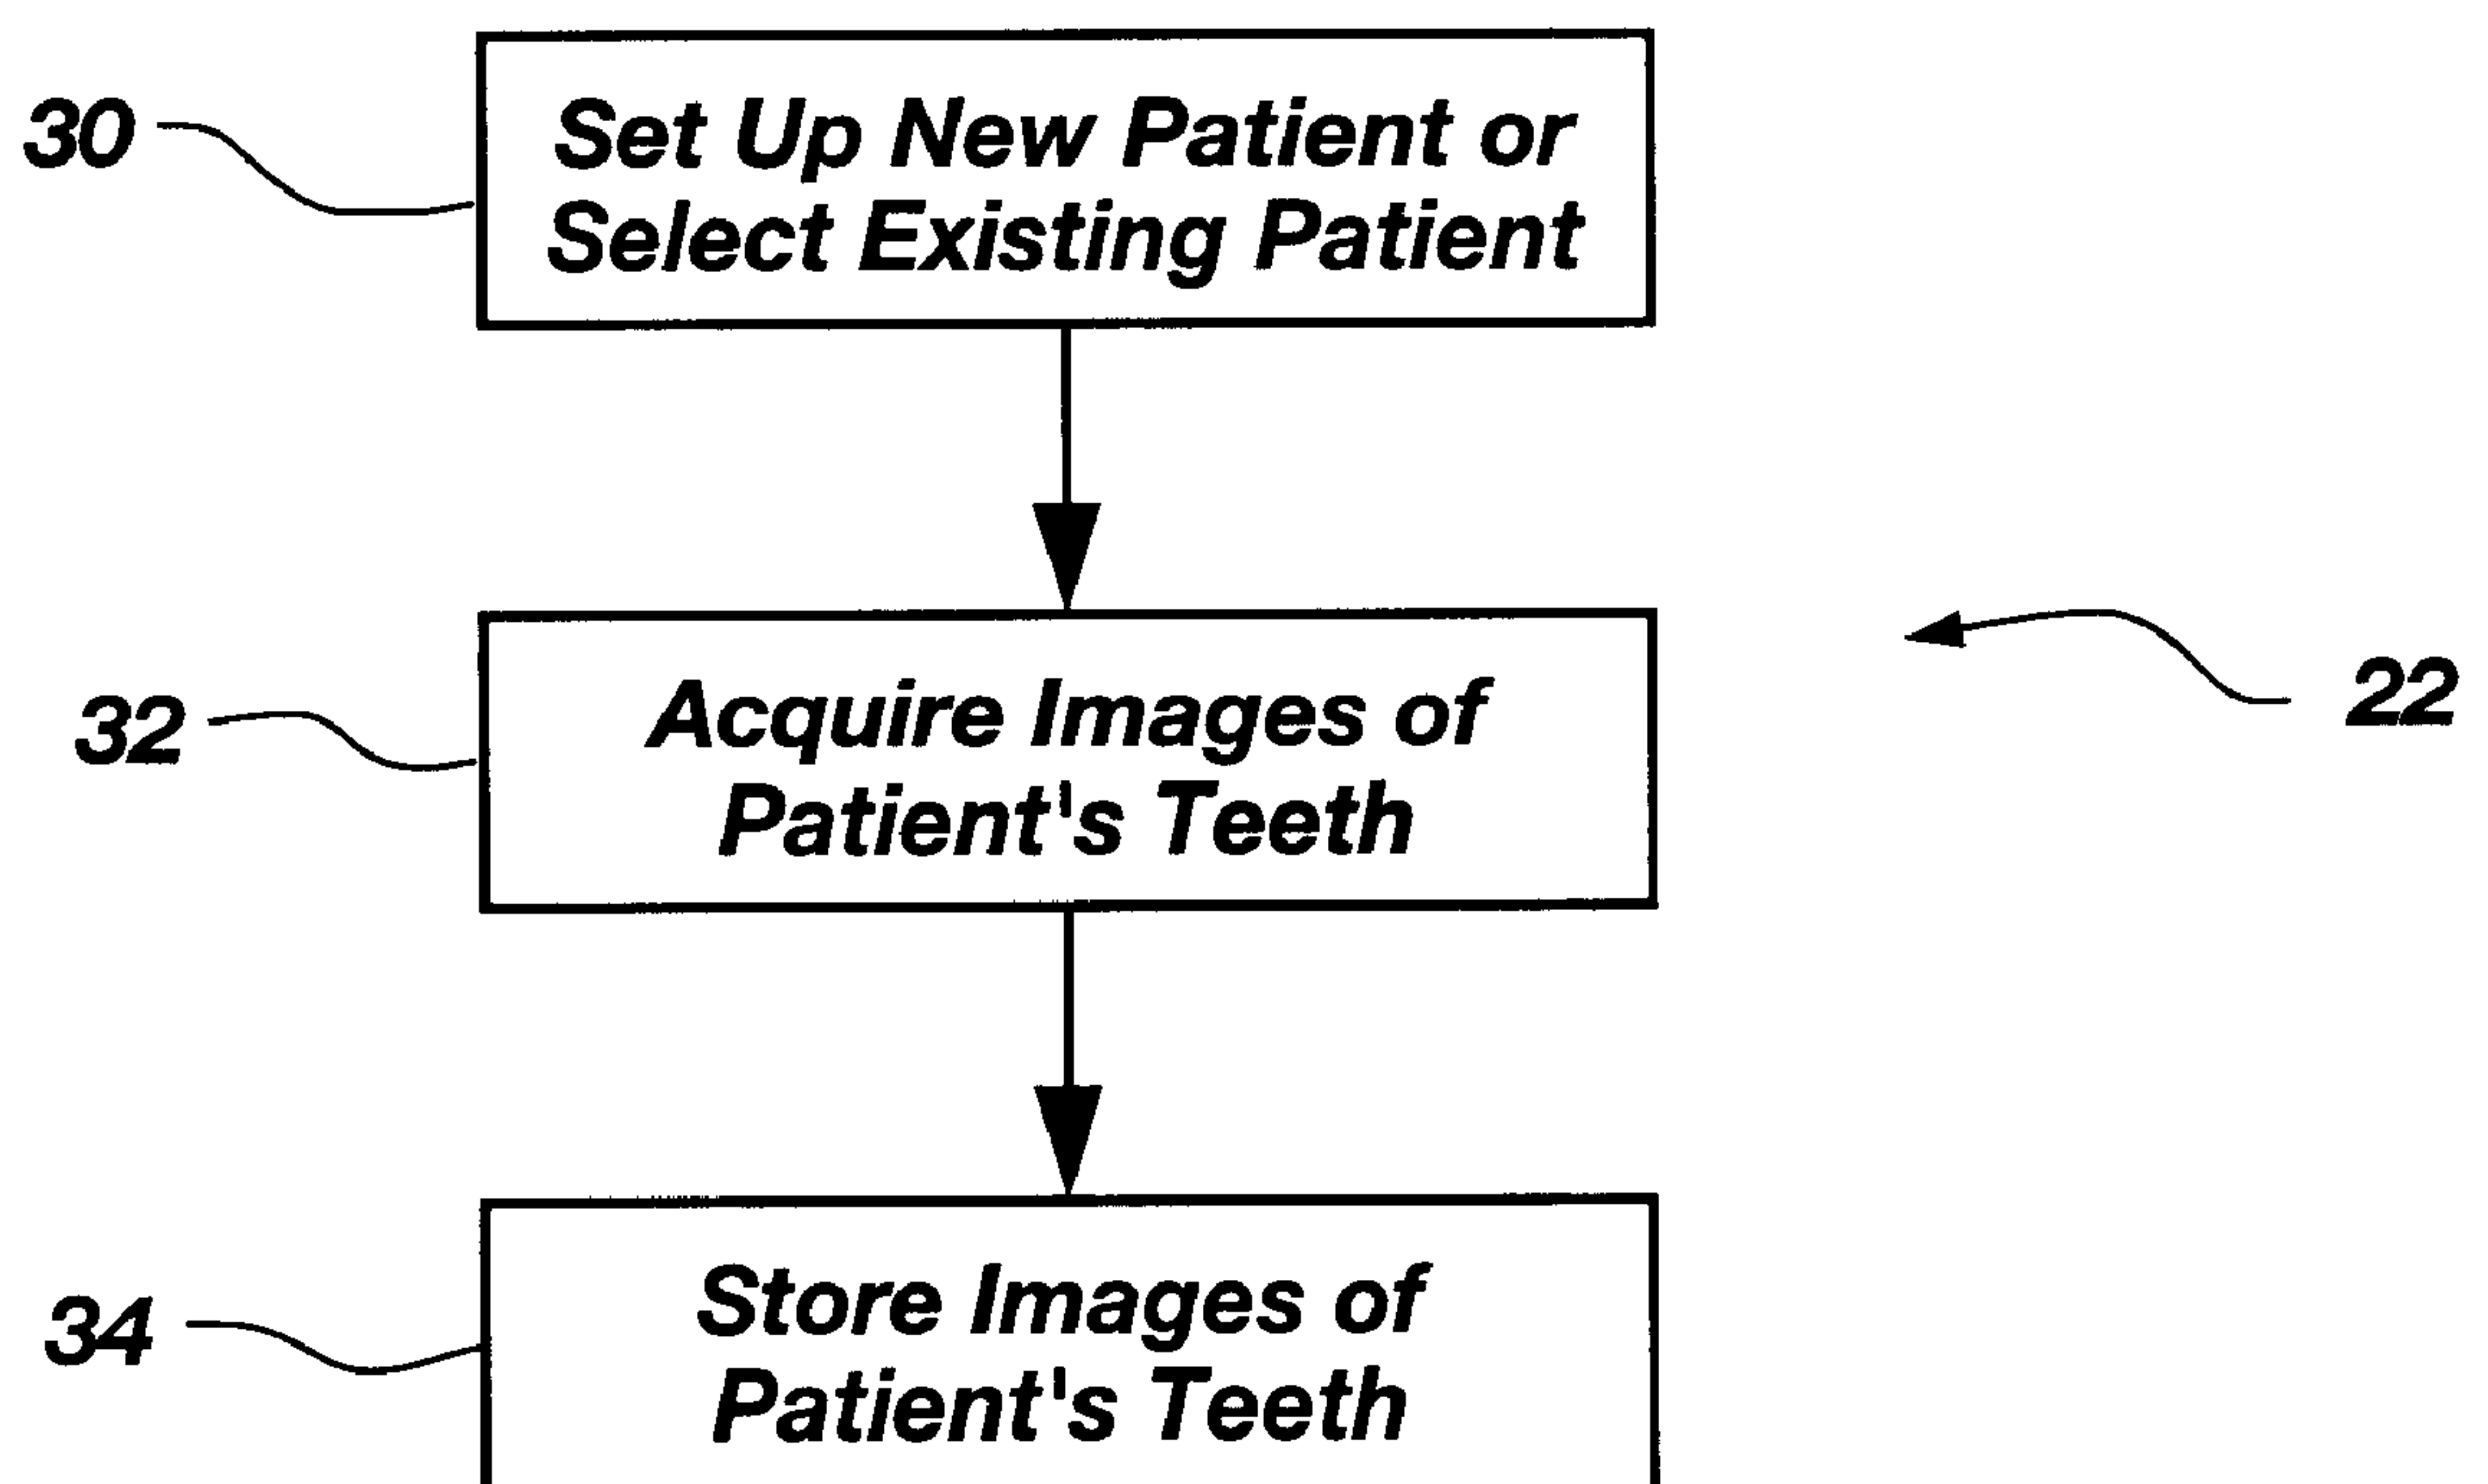 30
Set Up New Patient or
Select Existing Patient
32
Acquire Images of
Patient's Teeth
22
34
Store Images of
Patient's Teeth